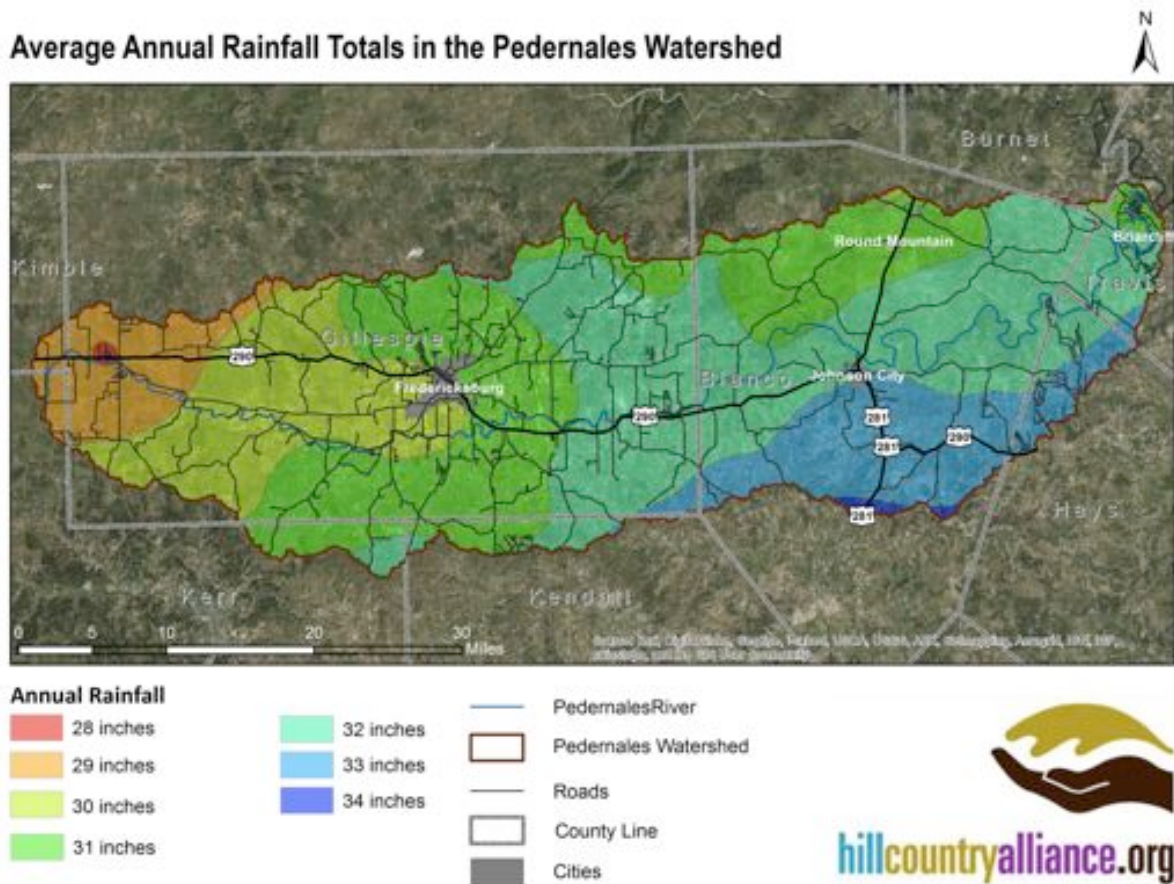 Average Annual Rainfall Totals in the Pedernales Watershed
N
Burnet
Round Mountain
Kimble
Travis
Gillespie
290
Fredericksburg
Blanco
Johnson City
290
281
281
290
281
Hays
Kerr
Kendall
0 5 10 20 30
Miles
Annual Rainfall
28 inches
29 inches
30 inches
31 inches
32 inches
33 inches
34 inches
PedernalesRiver
Pedernales Watershed
Roads
County Line
Cities
hillcountryalliance.org